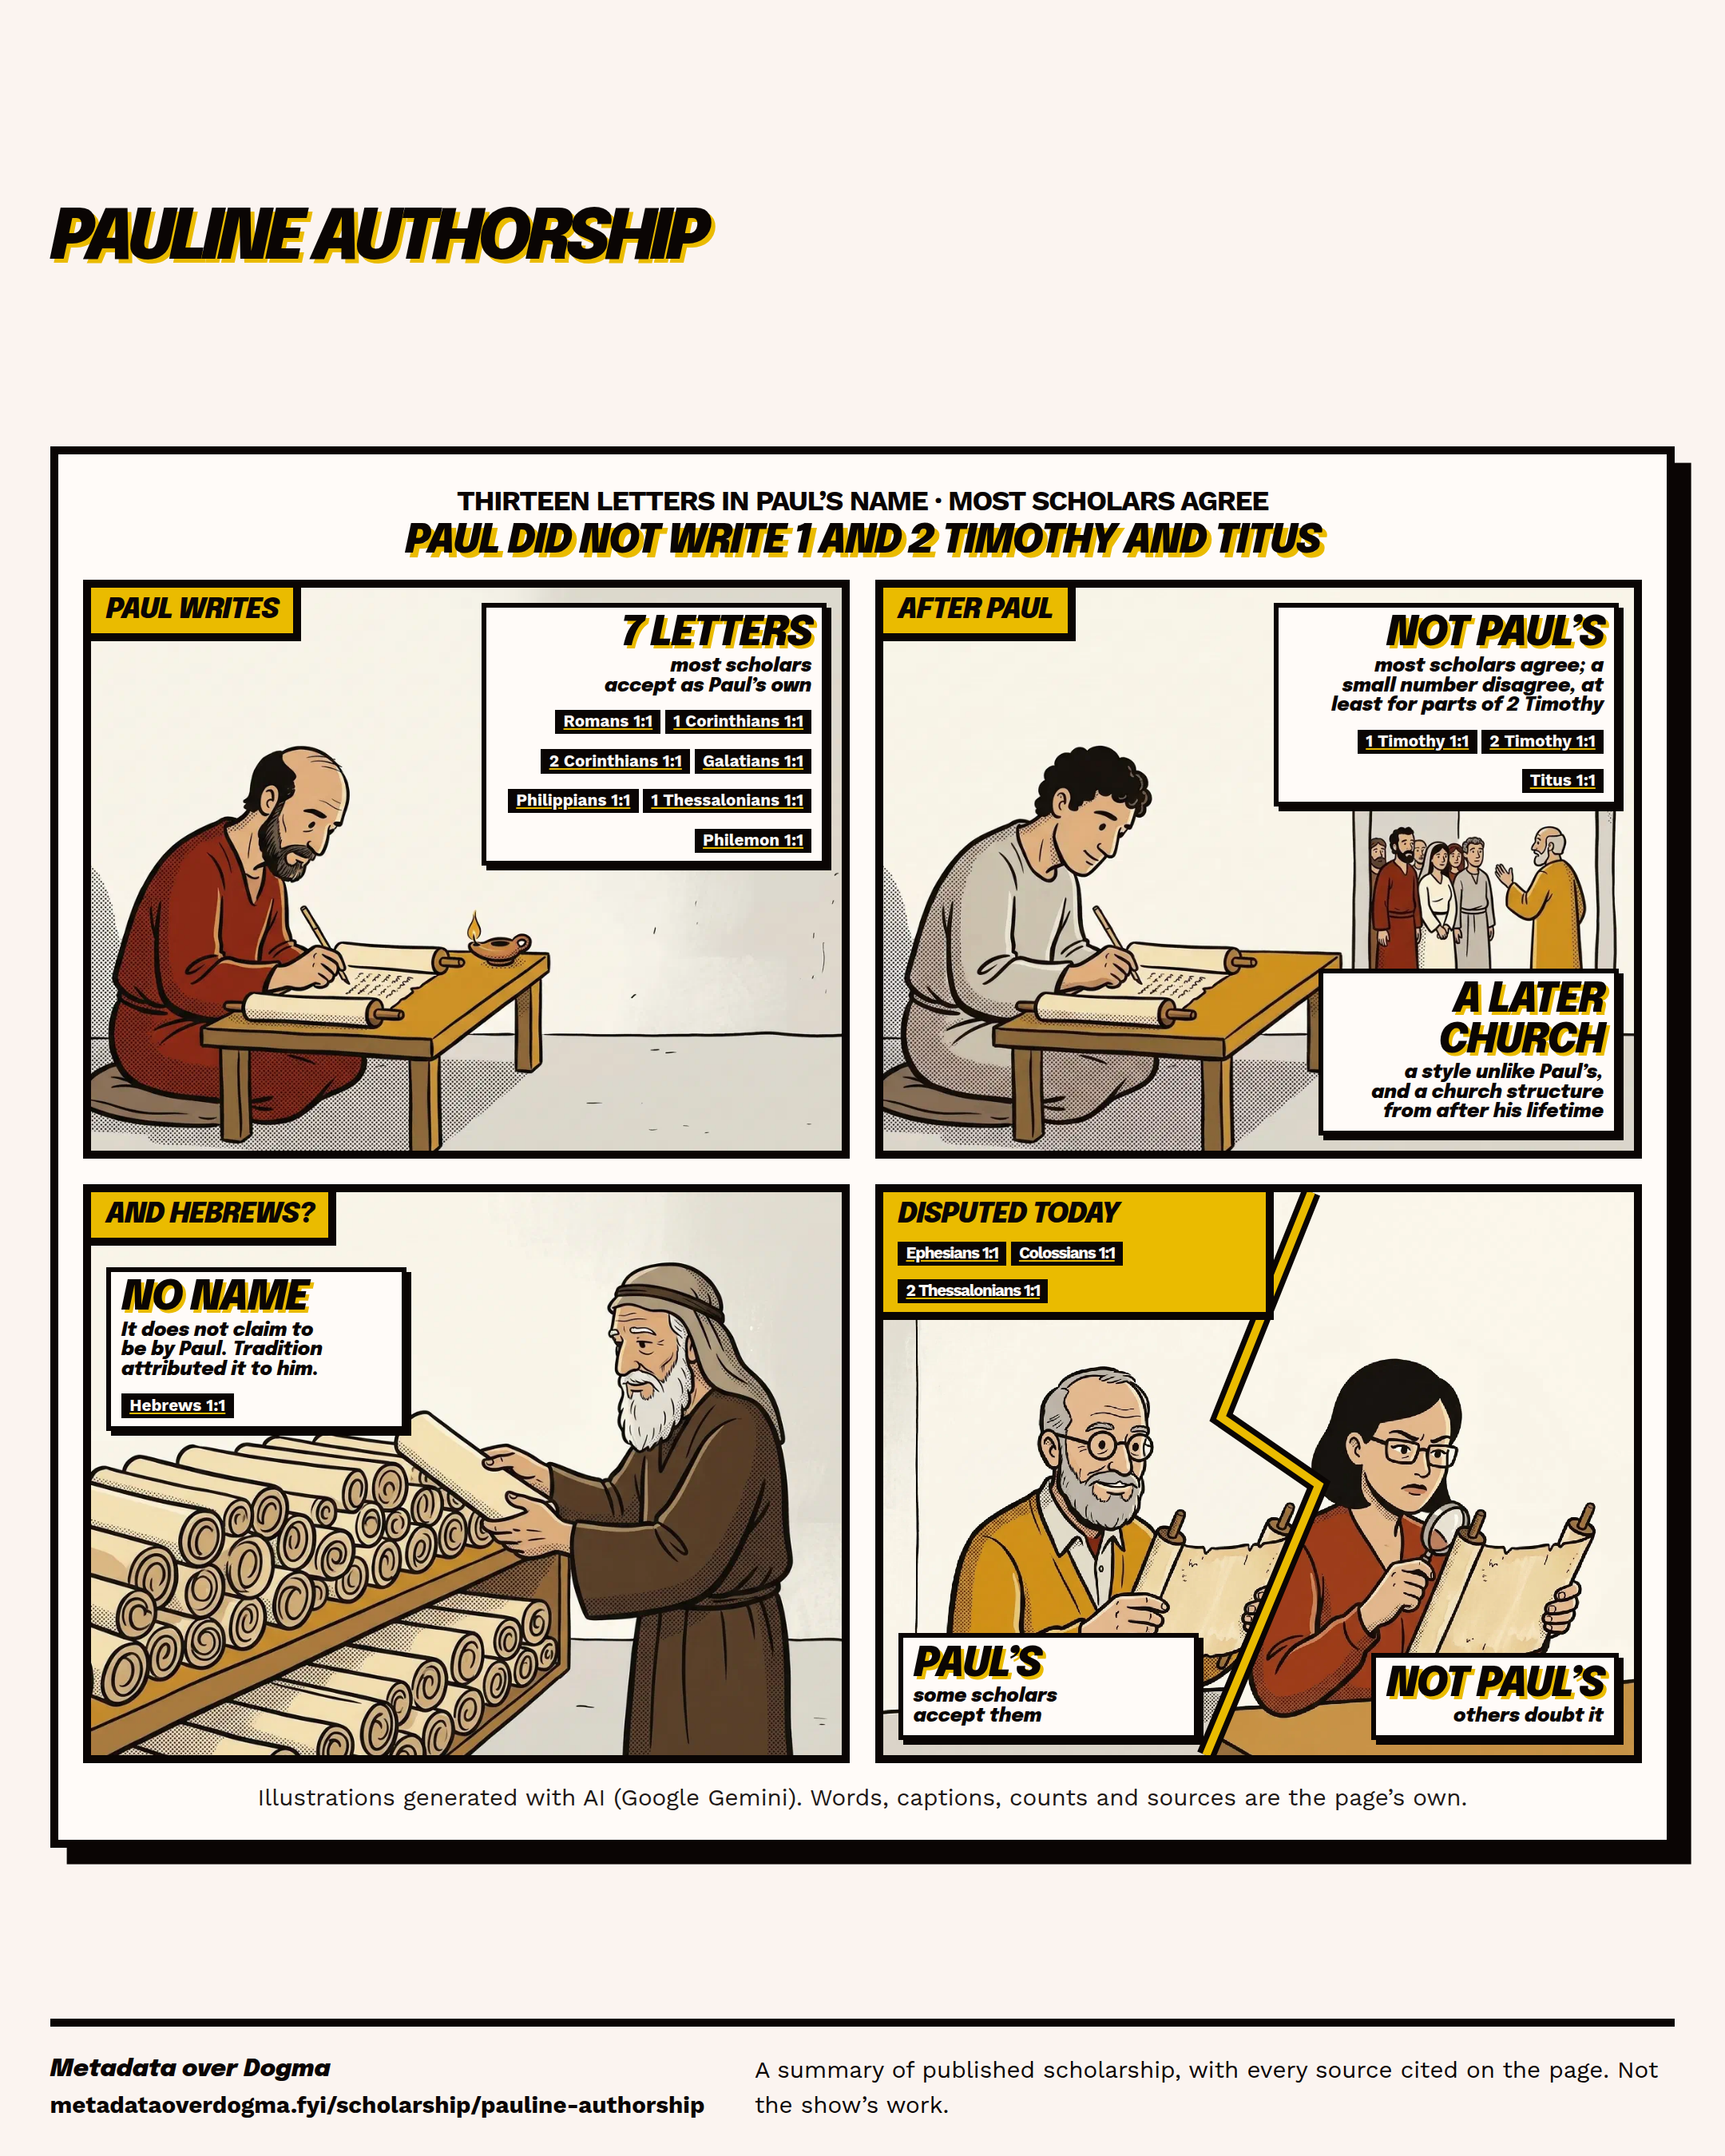 PAULINE AUTHORSHIP
THIRTEEN LETTERS IN PAUL'S NAME · MOST SCHOLARS AGREE
PAUL DID NOT WRITE 1 AND 2 TIMOTHY AND TITUS
PAUL WRITES
7 LETTERS
most scholars
accept as Paul's own
Romans 1:1 1 Corinthians 1:1
2 Corinthians 1:1 Galatians 1:1
Philippians 1:1 1 Thessalonians 1:1
Philemon 1:1
AFTER PAUL
NOT PAUL'S
most scholars agree; a
small number disagree, at
least for parts of 2 Timothy
1 Timothy 1:1 2 Timothy 1:1
Titus 1:1
A LATER
CHURCH
a style unlike Paul's,
and a church structure
from after his lifetime
AND HEBREWS?
NO NAME
It does not claim to
be by Paul. Tradition
attributed it to him.
Hebrews 1:1
DISPUTED TODAY
Ephesians 1:1 Colossians 1:1
2 Thessalonians 1:1
PAUL'S
some scholars
accept them
NOT PAUL'S
others doubt it
Illustrations generated with AI (Google Gemini). Words, captions, counts and sources are the page's own.
Metadata over Dogma
metadataoverdogma.fyi/scholarship/pauline-authorship
A summary of published scholarship, with every source cited on the page. Not
the show's work.